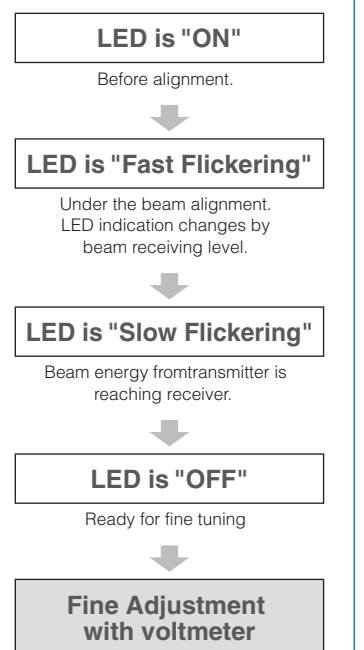 LED is "ON"
Before alignment.
LED is "Fast Flickering"
Under the beam alignment.
LED indication changes by
beam receiving level.
LED is "Slow Flickering"
Beam energy fromtransmitter is
reaching receiver.
LED is "OFF"
Ready for fine tuning
Fine Adjustment
with voltmeter